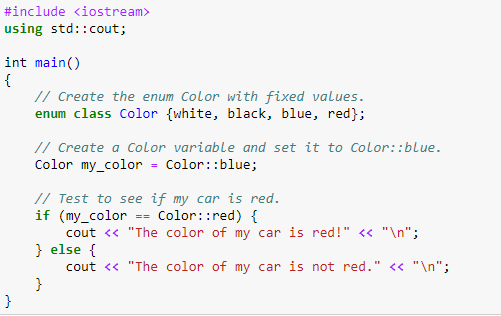 #include <iostream>
using std::cout;

int main()
{
    // Create the enum Color with fixed values.
    enum class Color {white, black, blue, red};

    // Create a Color variable and set it to Color::blue.
    Color my_color = Color::blue;

    // Test to see if my car is red.
    if (my_color == Color::red) {
        cout << "The color of my car is red!" << "\n";
    } else {
        cout << "The color of my car is not red." << "\n";
    }
}